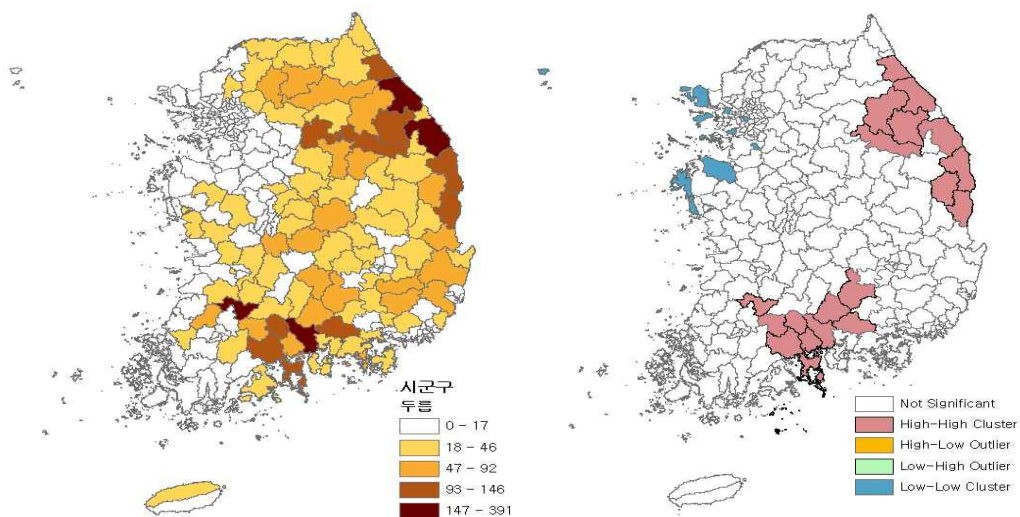 시군구
두릅
0 - 17
18 - 46
47 - 92
93 - 146
147 - 391
Not Significant
High-High Cluster
High-Low Outlier
Low-High Outlier
Low-Low Cluster